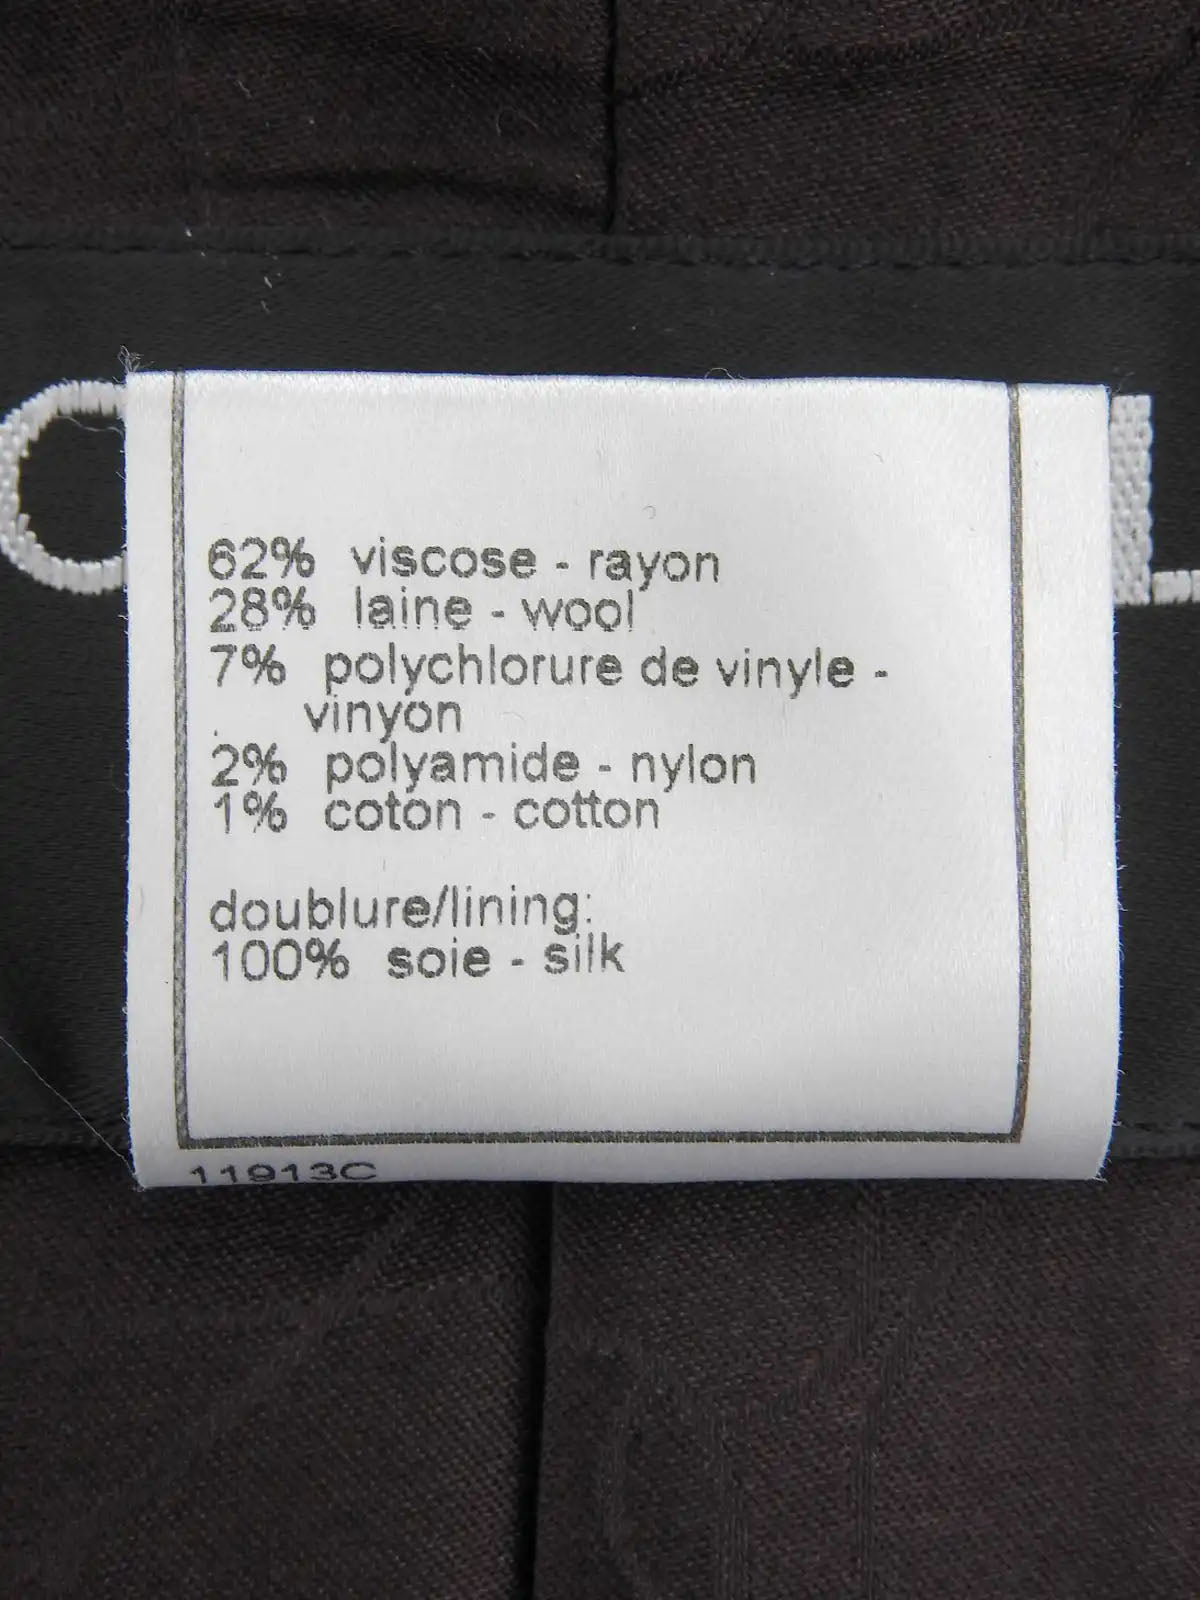 62% viscose - rayon
28% laine - wool
7% polychlorure de vinyle -
. vinyon
2% polyamide - nylon
1% coton - cotton
doublure/lining:
100% soie - silk
11913C